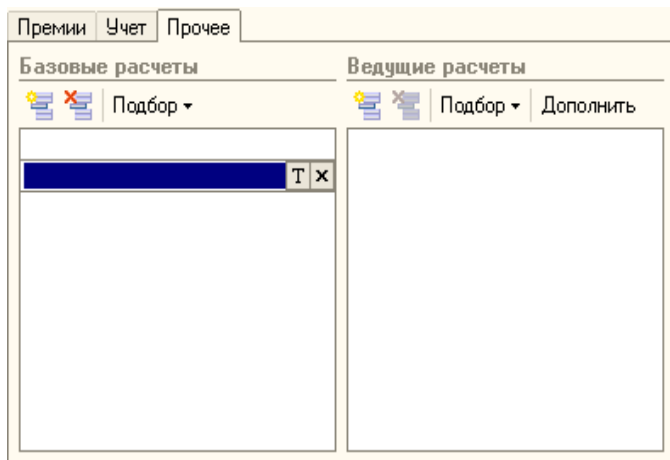 Премии Учет Прочее
Базовые расчеты Ведущие расчеты
Подбор Подбор Дополнить
T x